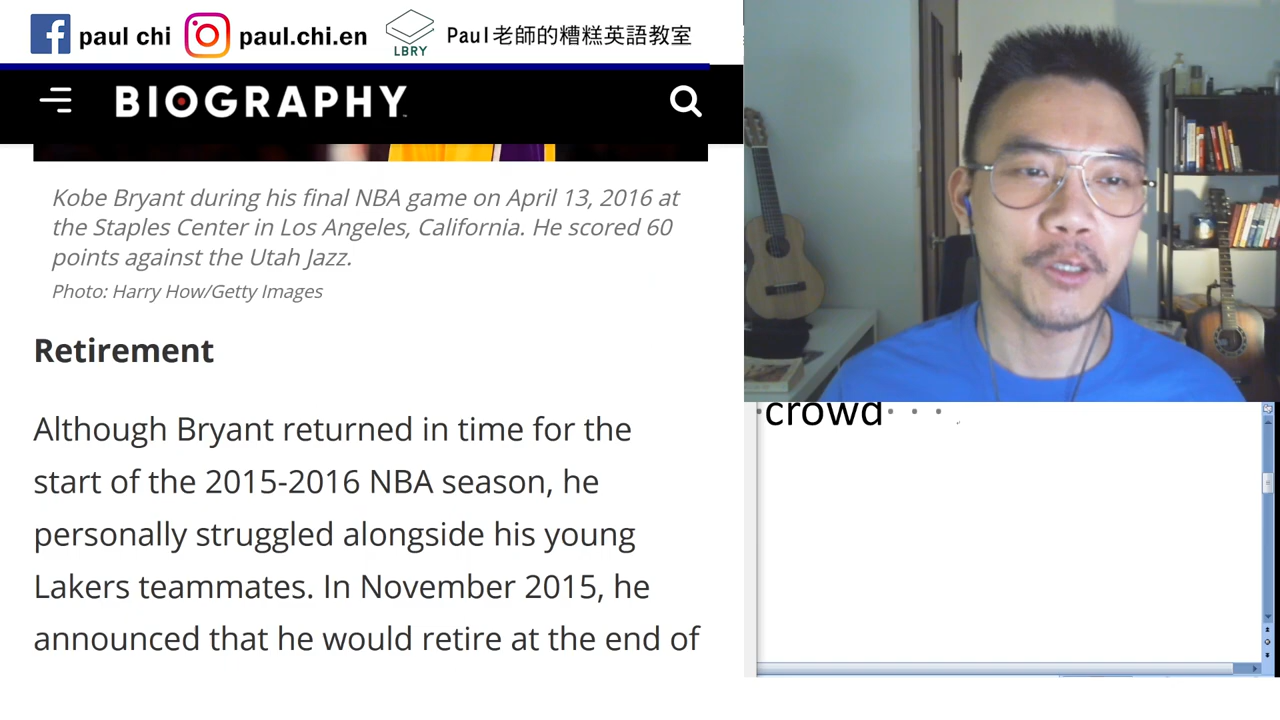 paul chi
paul.chi.en
LBRY
Paul老師的糟糕英語教室
BIOGRAPHY
Kobe Bryant during his final NBA game on April 13, 2016 at
the Staples Center in Los Angeles, California. He scored 60
points against the Utah Jazz.
Photo: Harry How/Getty Images
Retirement
Although Bryant returned in time for the
start of the 2015-2016 NBA season, he
personally struggled alongside his young
Lakers teammates. In November 2015, he
announced that he would retire at the end of
crowd